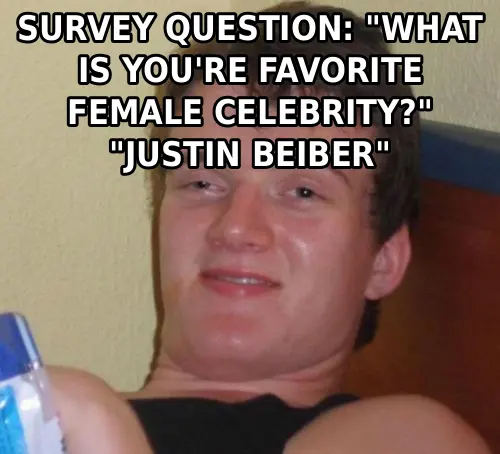 SURVEY QUESTION: "WHAT
IS YOU'RE FAVORITE
FEMALE CELEBRITY?"
"JUSTIN BEIBER"